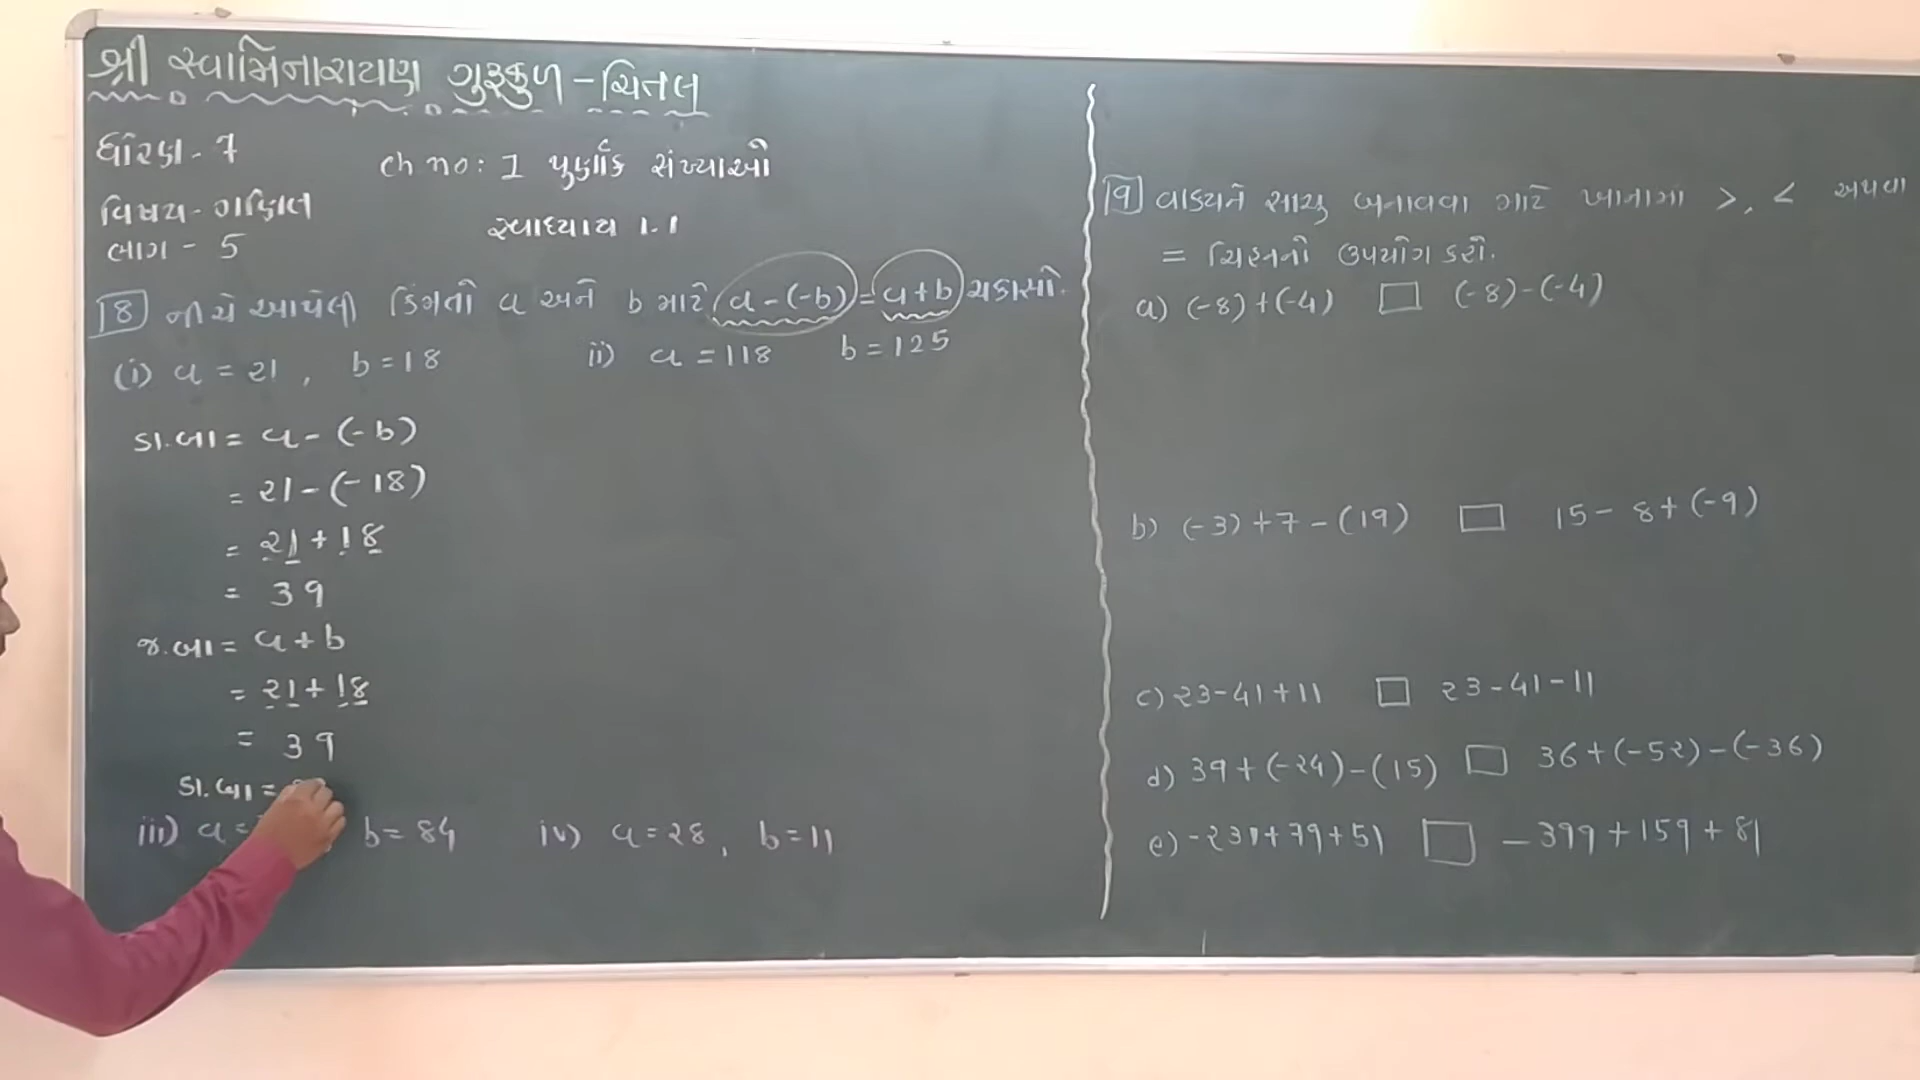 શ્રી સ્વામિનારાયણ ગુરુકુળ - ચિતલ
ધોરણ - 7
ch no: 1 પુર્ણાંક સંખ્યાઓ
વિષય - ગણિત
સ્વાધ્યાય 1.1
ભાગ - 5
8 નીચે આપેલી કિંમતો a અને b માટે a - (-b) = a + b ચકાસો.
(i) a = 21, b = 18
ii) a = 118 b = 125
ડા.બા = a - (-b)
= 21 - (-18)
= 21 + 18
= 39
જ.બા = a + b
= 21 + 18
= 39
ડા.બા =
iii) a = b = 84
iv) a = 28, b = 11
9 વાક્યને સાચુ બનાવવા માટે ખાનામાં >, < અથવા
= ચિહ્નનો ઉપયોગ કરો.
a) (-8) + (-4) □ (-8) - (-4)
b) (-3) + 7 - (19) □ 15 - 8 + (-9)
c) 23 - 41 + 11 □ 23 - 41 - 11
d) 39 + (-24) - (15) □ 36 + (-52) - (-36)
e) -231 + 79 + 51 □ -399 + 159 + 81